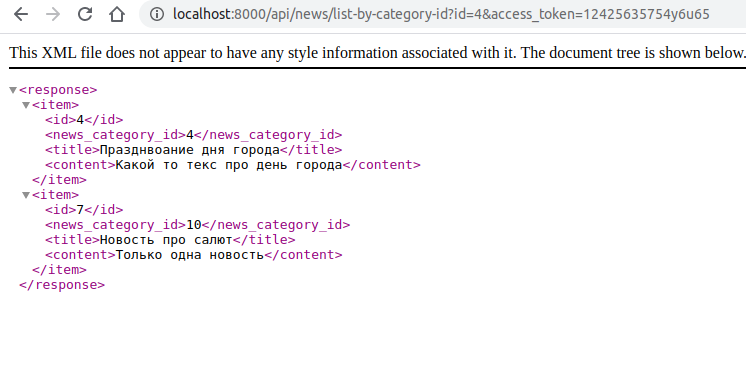 localhost:8000/api/news/list-by-category-id?id=4&access_token=12425635754y6u65
This XML file does not appear to have any style information associated with it. The document tree is shown below.
<response>
<item>
<id>4</id>
<news_category_id>4</news_category_id>
<title>Празднвоание дня города</title>
<content>Какой то текс про день города</content>
</item>
<item>
<id>7</id>
<news_category_id>10</news_category_id>
<title>Новость про салют</title>
<content>Только одна новость</content>
</item>
</response>